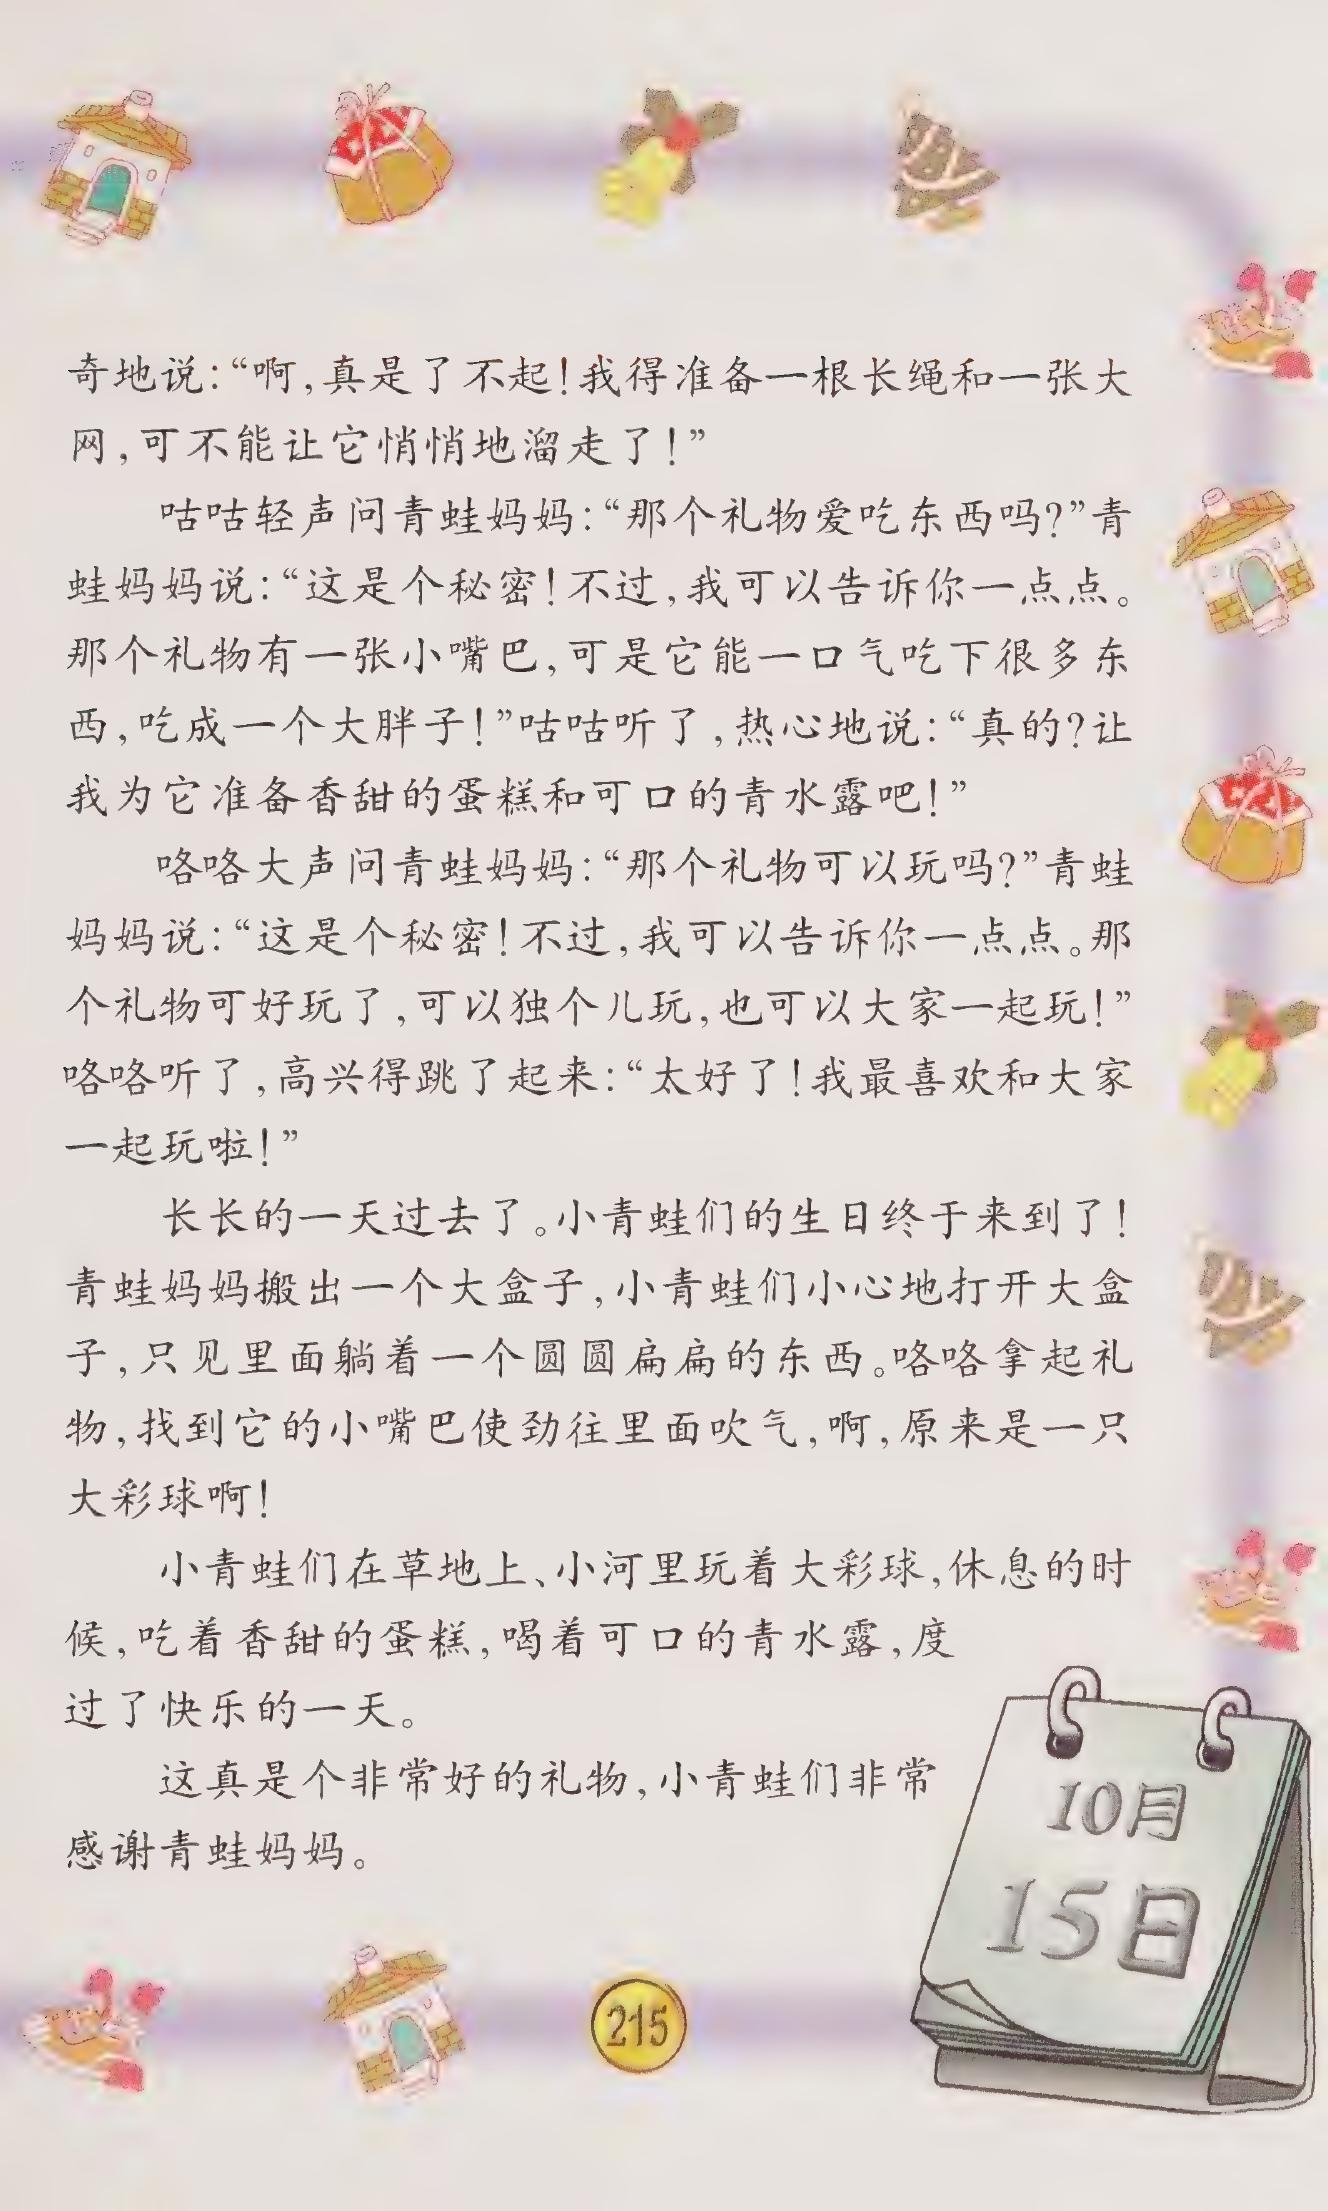 奇地说：“啊，真是了不起！我得准备一根长绳和一张大
网，可不能让它悄悄地溜走了！”
咕咕轻声问青蛙妈妈：“那个礼物爱吃东西吗？”青
蛙妈妈说：“这是个秘密！不过，我可以告诉你一点点。
那个礼物有一张小嘴巴，可是它能一口气吃下很多东
西，吃成一个大胖子！”咕咕听了，热心地说：“真的？让
我为它准备香甜的蛋糕和可口的青水露吧！”
咯咯大声问青蛙妈妈：“那个礼物可以玩吗？”青蛙
妈妈说：“这是个秘密！不过，我可以告诉你一点点。那
个礼物可好玩了，可以独个儿玩，也可以大家一起玩！”
咯咯听了，高兴得跳了起来：“太好了！我最喜欢和大家
一起玩啦！”
长长的一天过去了。小青蛙们的生日终于来到了！
青蛙妈妈搬出一个大盒子，小青蛙们小心地打开大盒
子，只见里面躺着一个圆圆扁扁的东西。咯咯拿起礼
物，找到它的小嘴巴使劲往里面吹气，啊，原来是一只
大彩球啊！
小青蛙们在草地上、小河里玩着大彩球，休息的时
候，吃着香甜的蛋糕，喝着可口的青水露，度
过了快乐的一天。
这真是个非常好的礼物，小青蛙们非常
感谢青蛙妈妈。
10月
15日
215